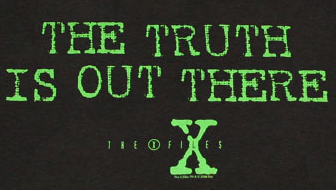 THE TRUTH
IS OUT THERE
THE X FILES
X